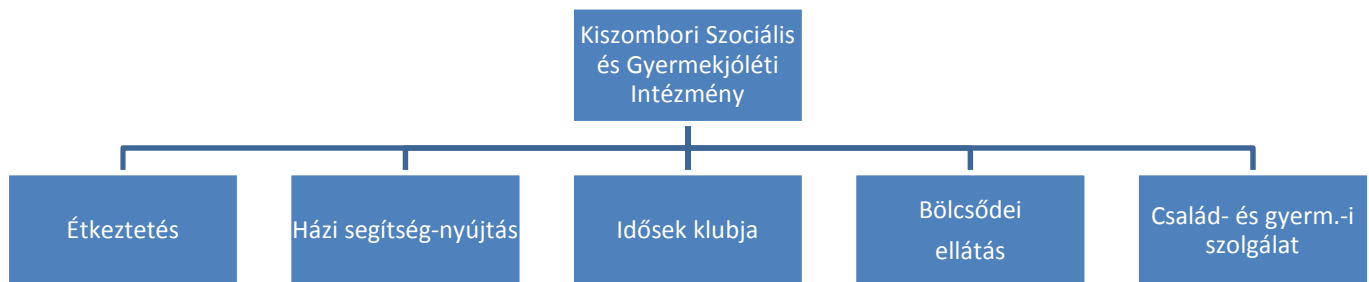 Kiszombori Szociális
és Gyermekjóléti
Intézmény
Étkeztetés
Házi segítség-nyújtás
Idősek klubja
Bölcsődei
ellátás
Család- és gyerm.-i
szolgálat